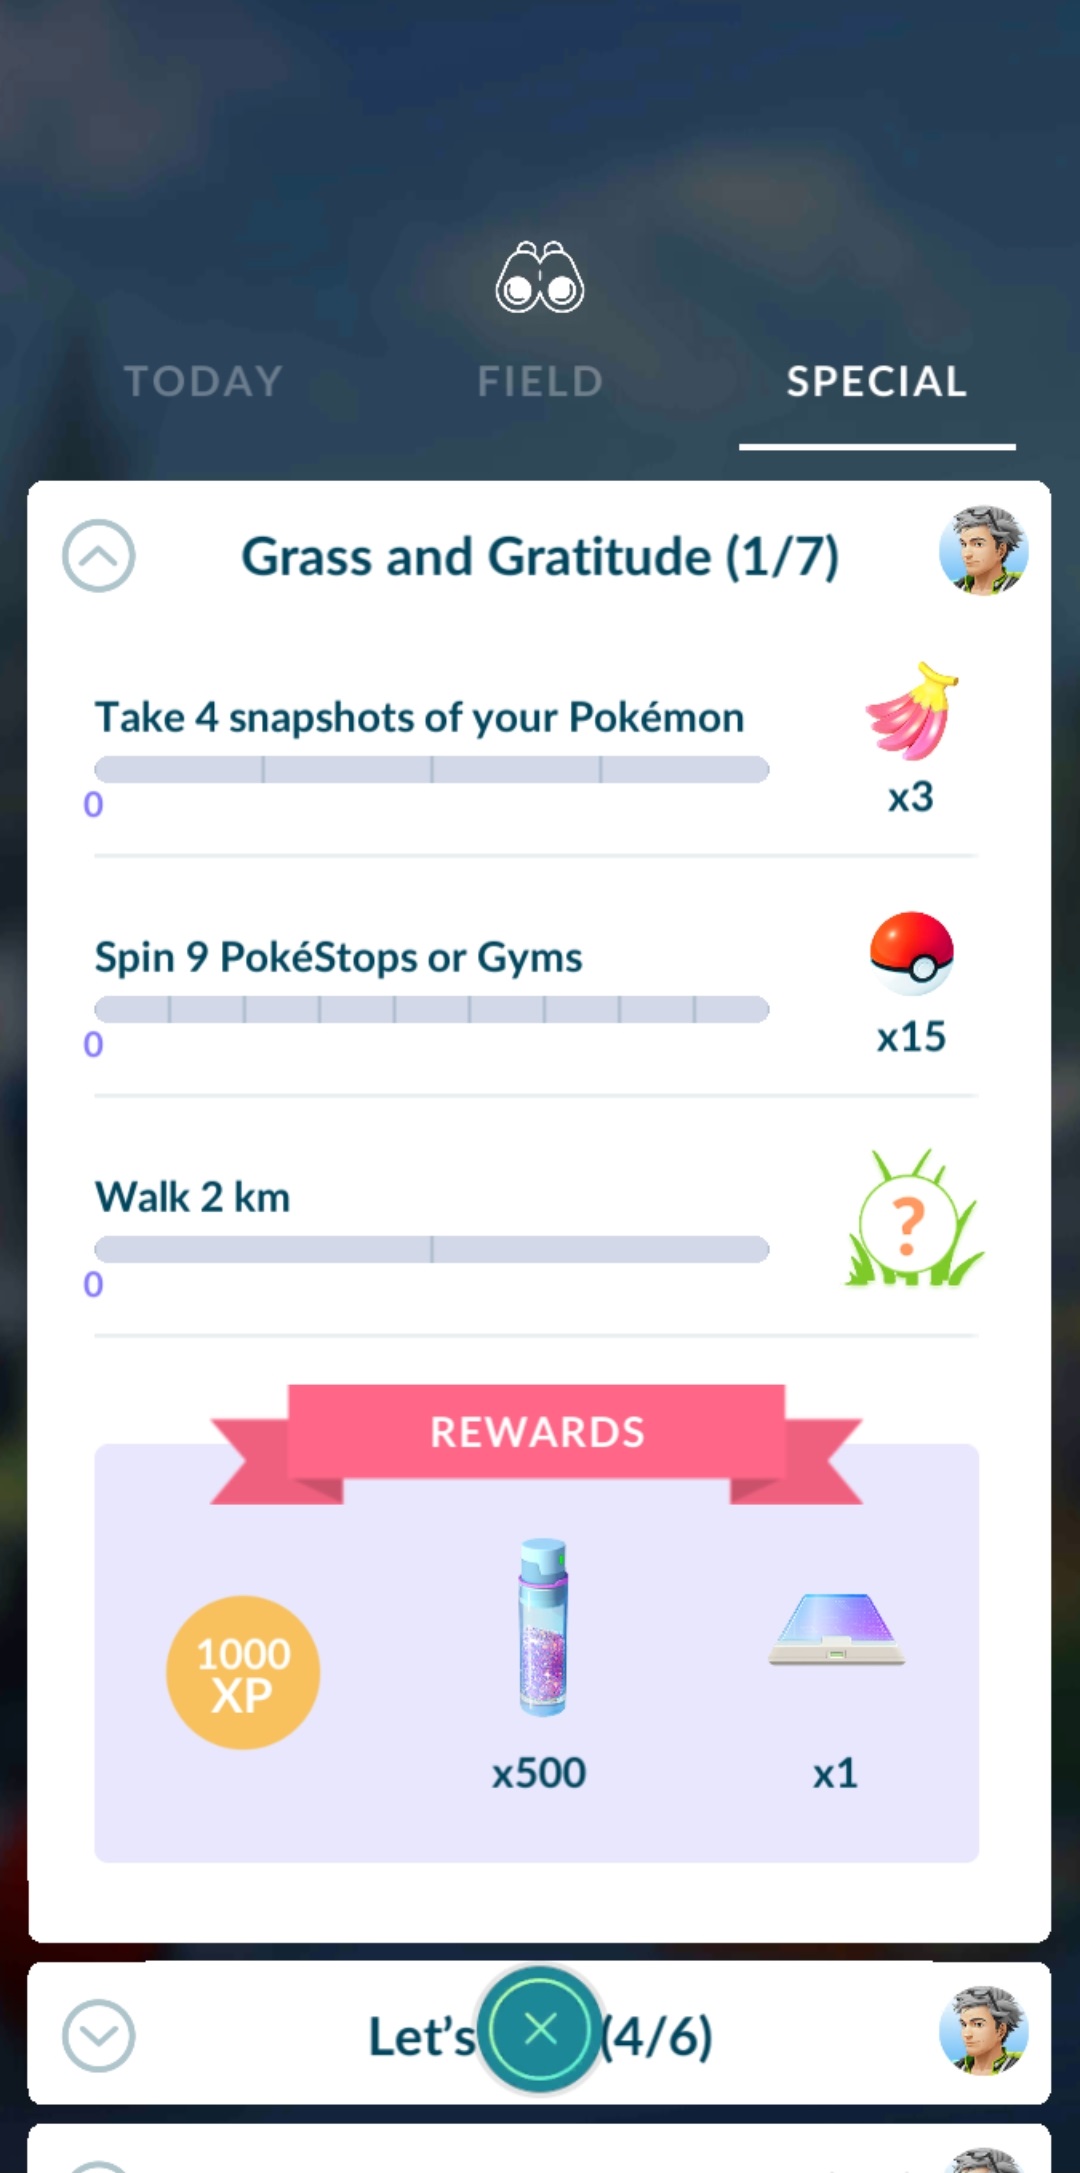 TODAY
FIELD
SPECIAL
Grass and Gratitude (1/7)
Take 4 snapshots of your Pokémon
0
x3
Spin 9 PokéStops or Gyms
0
x15
Walk 2 km
0
?
REWARDS
1000
XP
x500
x1
Let's (4/6)